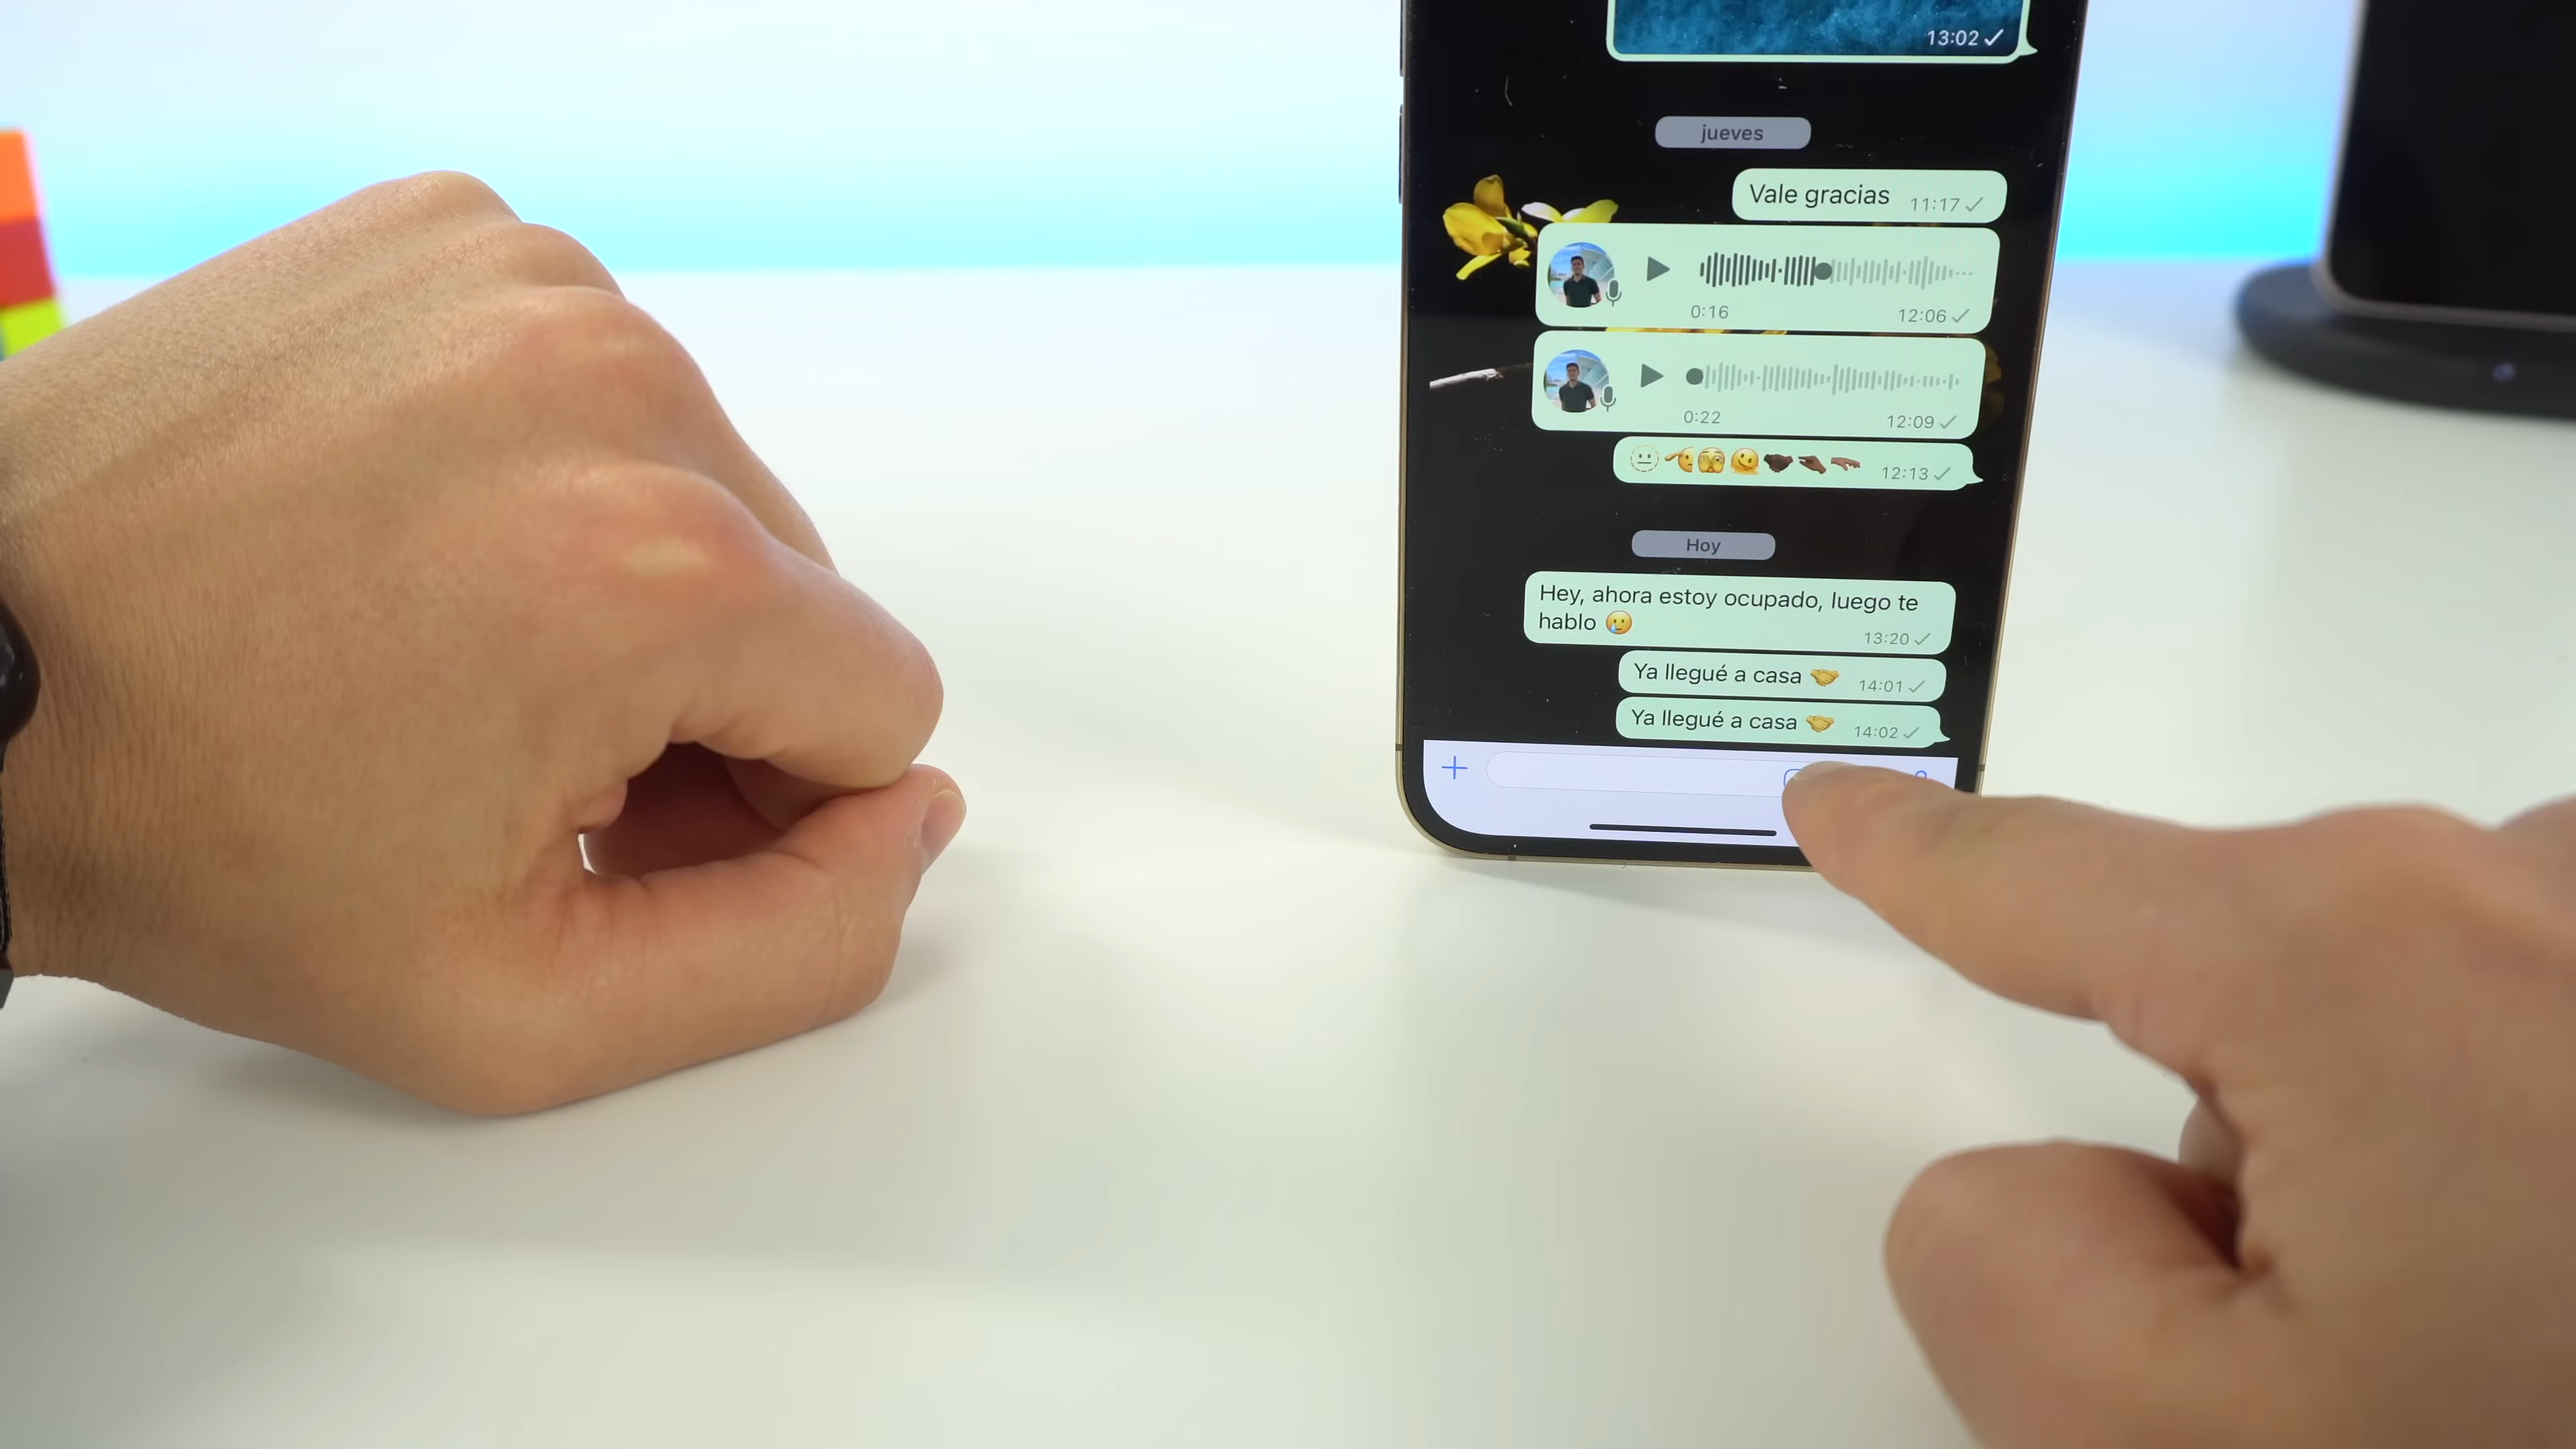 13:02
jueves
Vale gracias 11:17
0:16 12:06
0:22 12:09
12:13
Hoy
Hey, ahora estoy ocupado, luego te
hablo 🥲 13:20
Ya llegué a casa 🤝 14:01
Ya llegué a casa 🤝 14:02